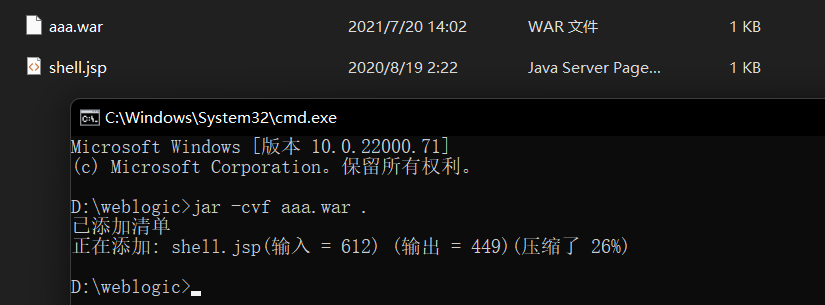 aaa.war 2021/7/20 14:02 WAR 文件 1 KB
shell.jsp 2020/8/19 2:22 Java Server Page... 1 KB
C:\Windows\System32\cmd.exe
Microsoft Windows [版本 10.0.22000.71]
(c) Microsoft Corporation。保留所有权利。
D:\weblogic>jar -cvf aaa.war .
已添加清单
正在添加: shell.jsp(输入 = 612) (输出 = 449)(压缩了 26%)
D:\weblogic>